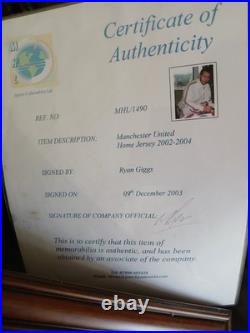 M
H
L
Certificate of
Authenticity
REF. NO: MHL/1490
ITEM DESCRIPTION: Manchester United
Home Jersey 2002-2004
SIGNED BY: Ryan Giggs
SIGNED ON: 09th December 2003
SIGNATURE OF COMPANY OFFICIAL:
This is to certify that this item of
memorabilia is authentic, and has been
obtained by an associate of the company.